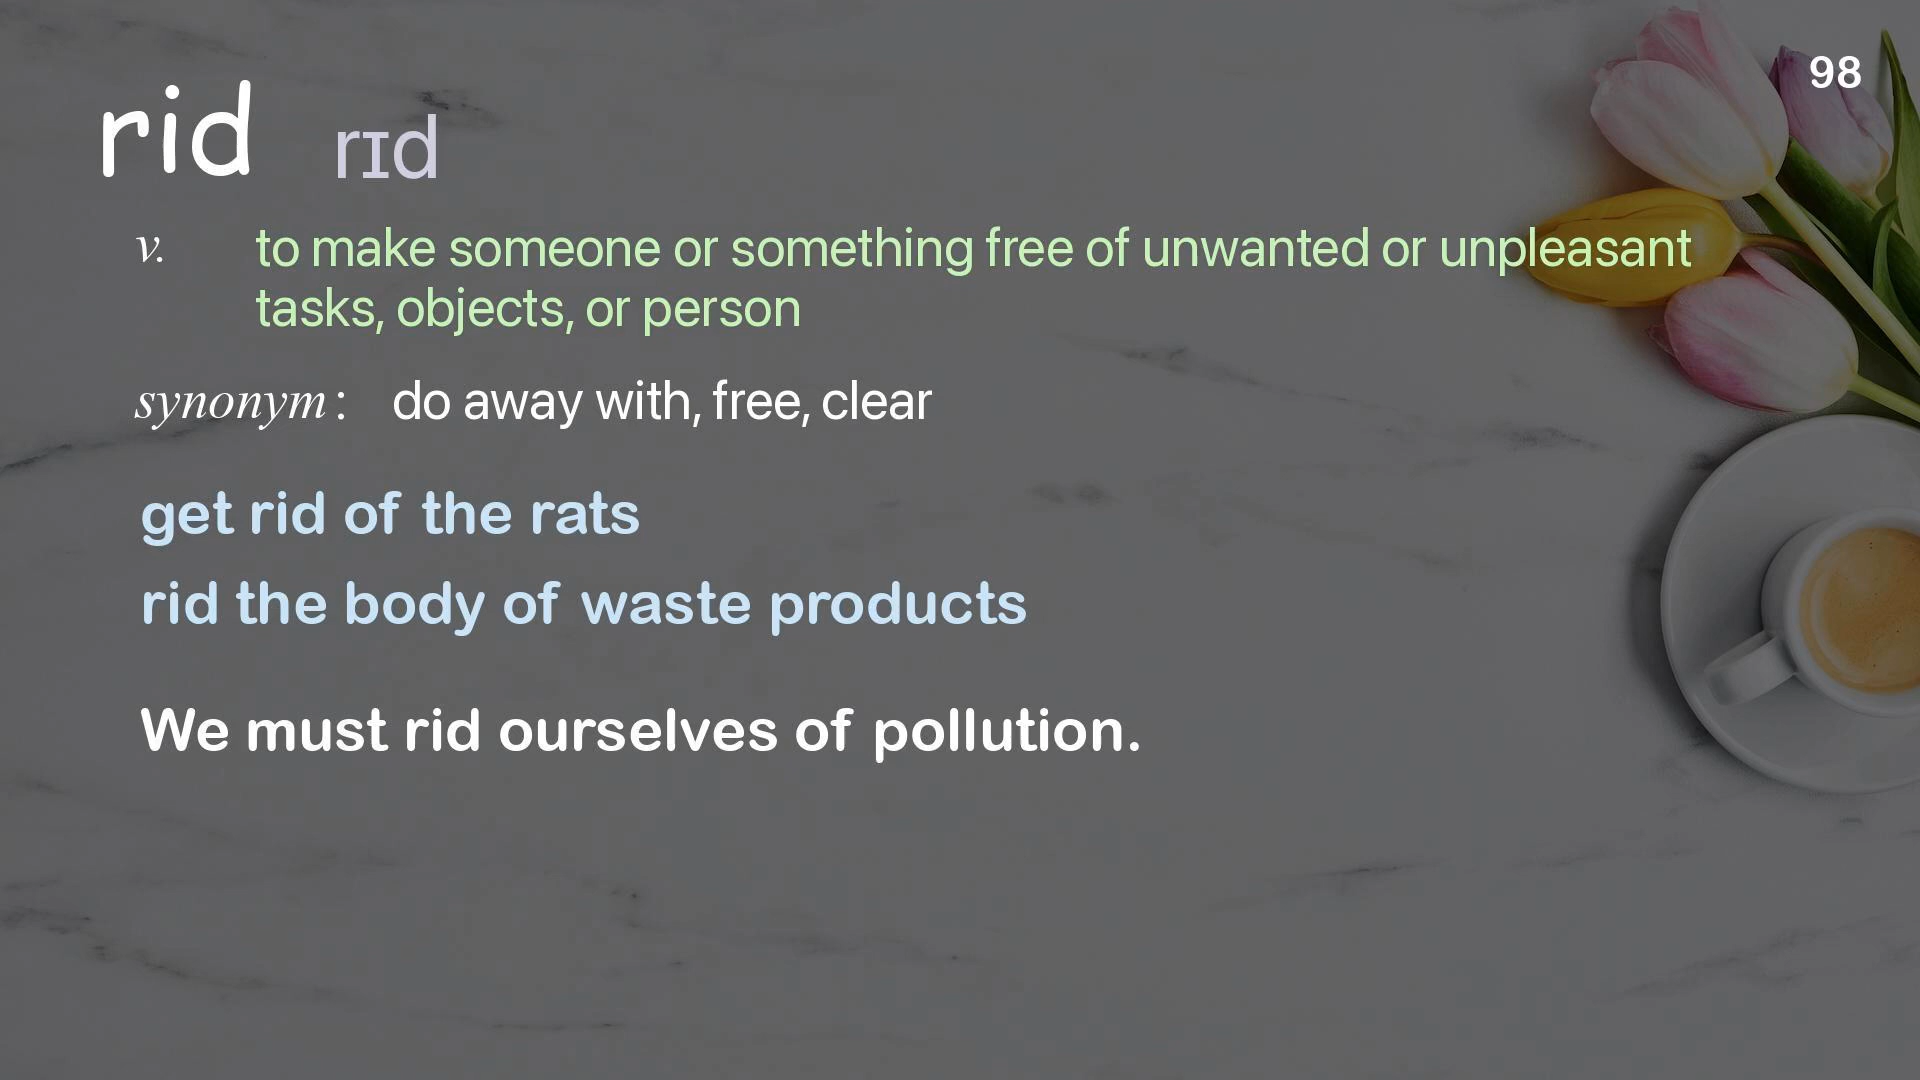 98
rid rɪd
v. to make someone or something free of unwanted or unpleasant
tasks, objects, or person
synonym: do away with, free, clear
get rid of the rats
rid the body of waste products
We must rid ourselves of pollution.